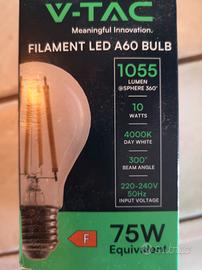 V-TAC
Meaningful Innovation.
FILAMENT LED A60 BULB
1055
LUMEN
@SPHERE 360°
10
WATTS
4000K
DAY WHITE
300°
BEAM ANGLE
220-240V
50Hz
INPUT VOLTAGE
F
75W
Equivalent